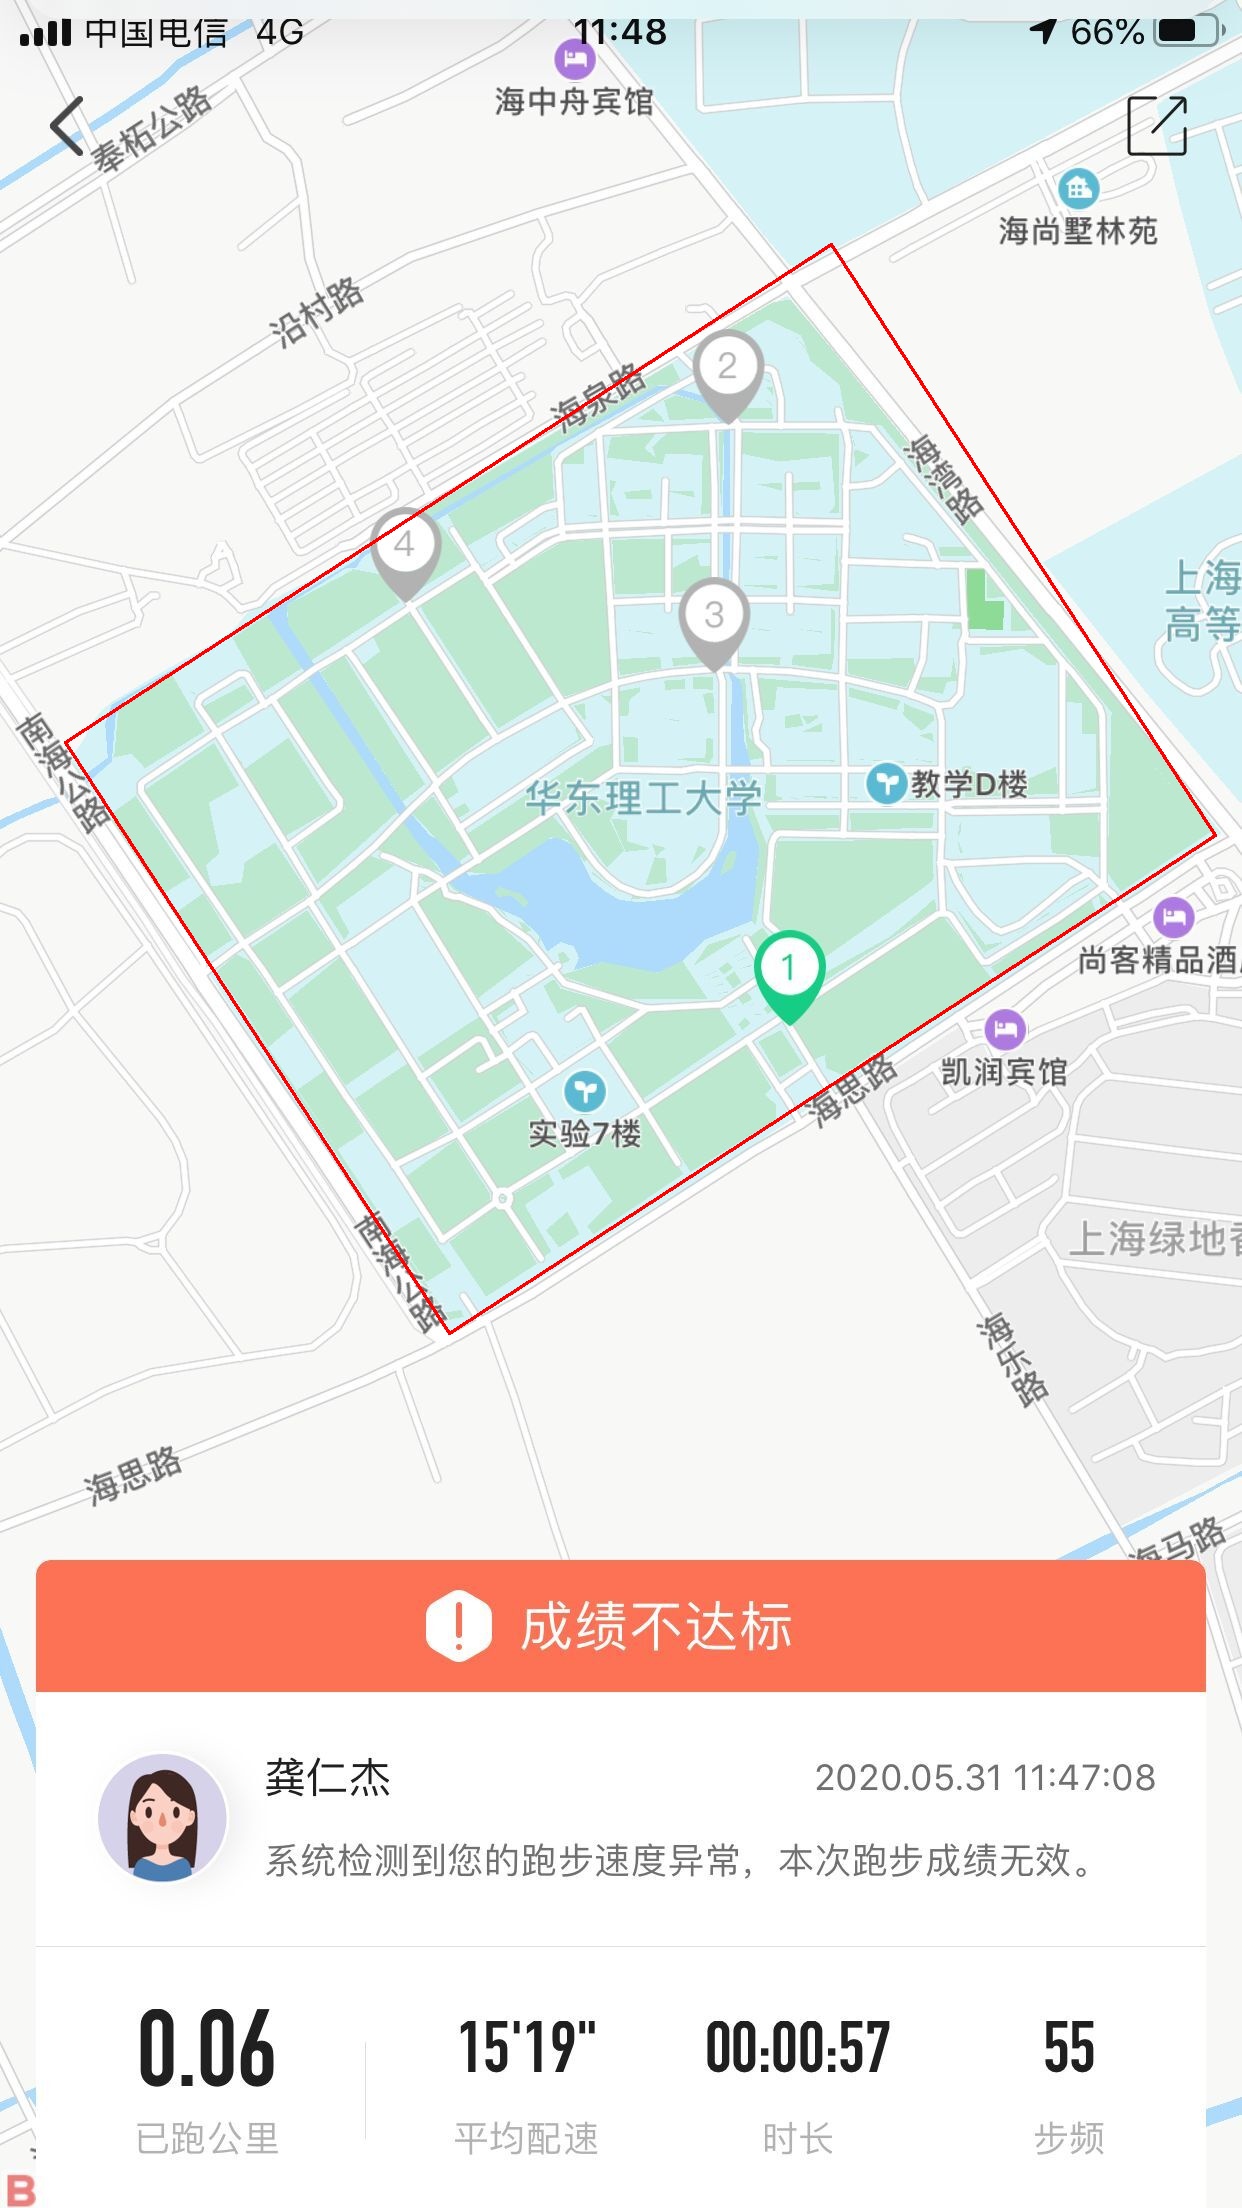 中国电信 4G 11:48 66%
海中舟宾馆
奉柘公路
海尚墅林苑
沿村路
2
海泉路
海湾路
4
上海
高等
3
南海公路
华东理工大学
教学D楼
尚客精品酒
1
凯润宾馆
海思路
实验7楼
南海公路
上海绿地香
海乐路
海思路
海马路
成绩不达标
龚仁杰 2020.05.31 11:47:08
系统检测到您的跑步速度异常，本次跑步成绩无效。
0.06 15'19" 00:00:57 55
已跑公里 平均配速 时长 步频
B